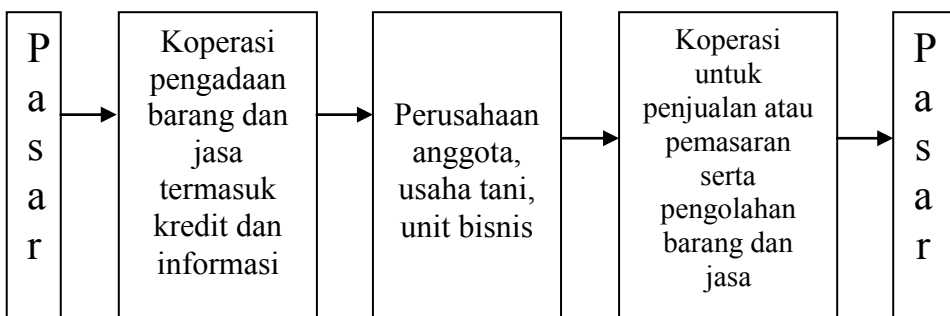 P
a
s
a
r
Koperasi
pengadaan
barang dan
jasa
termasuk
kredit dan
informasi
Perusahaan
anggota,
usaha tani,
unit bisnis
Koperasi
untuk
penjualan atau
pemasaran
serta
pengolahan
barang dan
jasa
P
a
s
a
r